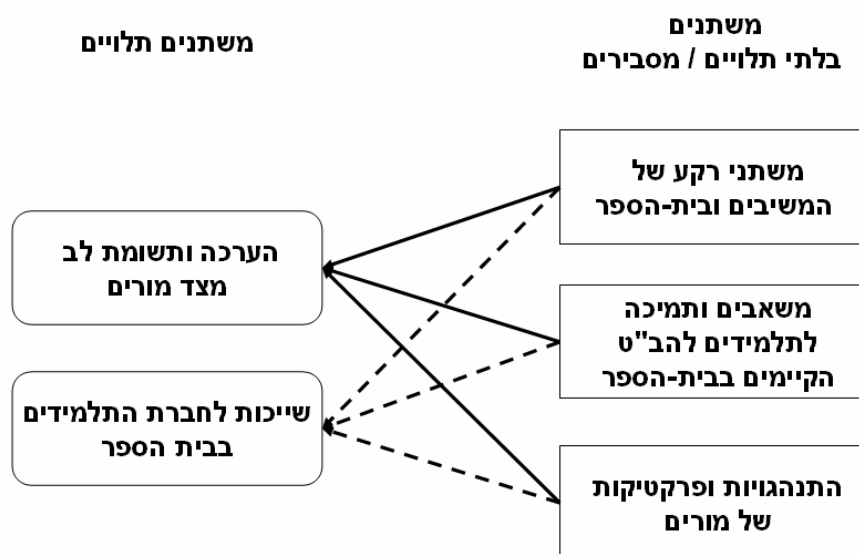 משתנים
בלתי תלויים / מסבירים
משתני רקע של
המשיבים ובית-הספר
משאבים ותמיכה
לתלמידים להב"ט
הקיימים בבית-הספר
התנהגויות ופרקטיקות
של מורים
משתנים תלויים
הערכה ותשומת לב
מצד מורים
שייכות לחברת התלמידים
בבית הספר